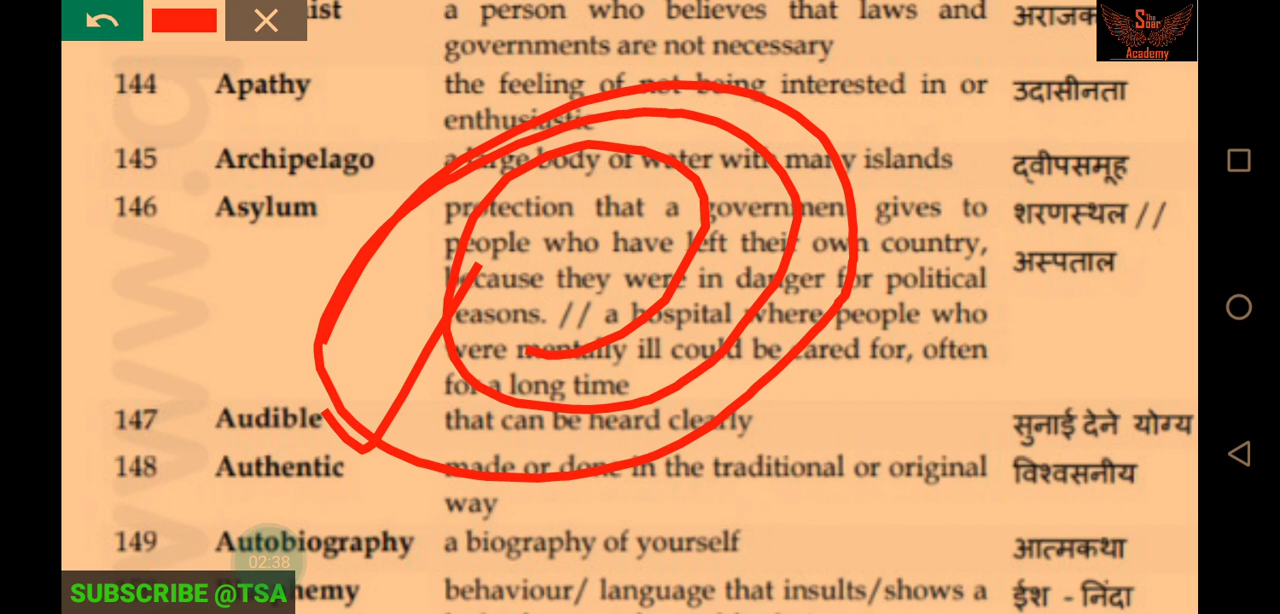 ist a person who believes that laws and अराजक
governments are not necessary
The Soar Academy
144 Apathy the feeling of not being interested in or उदासीनता
enthusiastic
145 Archipelago a large body of water with many islands द्वीपसमूह
146 Asylum protection that a government gives to शरणस्थल //
people who have left their own country, अस्पताल
because they were in danger for political
reasons. // a hospital where people who
were mentally ill could be cared for, often
for a long time
147 Audible that can be heard clearly सुनाई देने योग्य
148 Authentic made or done in the traditional or original विश्वसनीय
way
149 Autobiography a biography of yourself आत्मकथा
02:38
hemy behaviour/ language that insults/shows a ईश - निंदा
SUBSCRIBE @TSA
www.